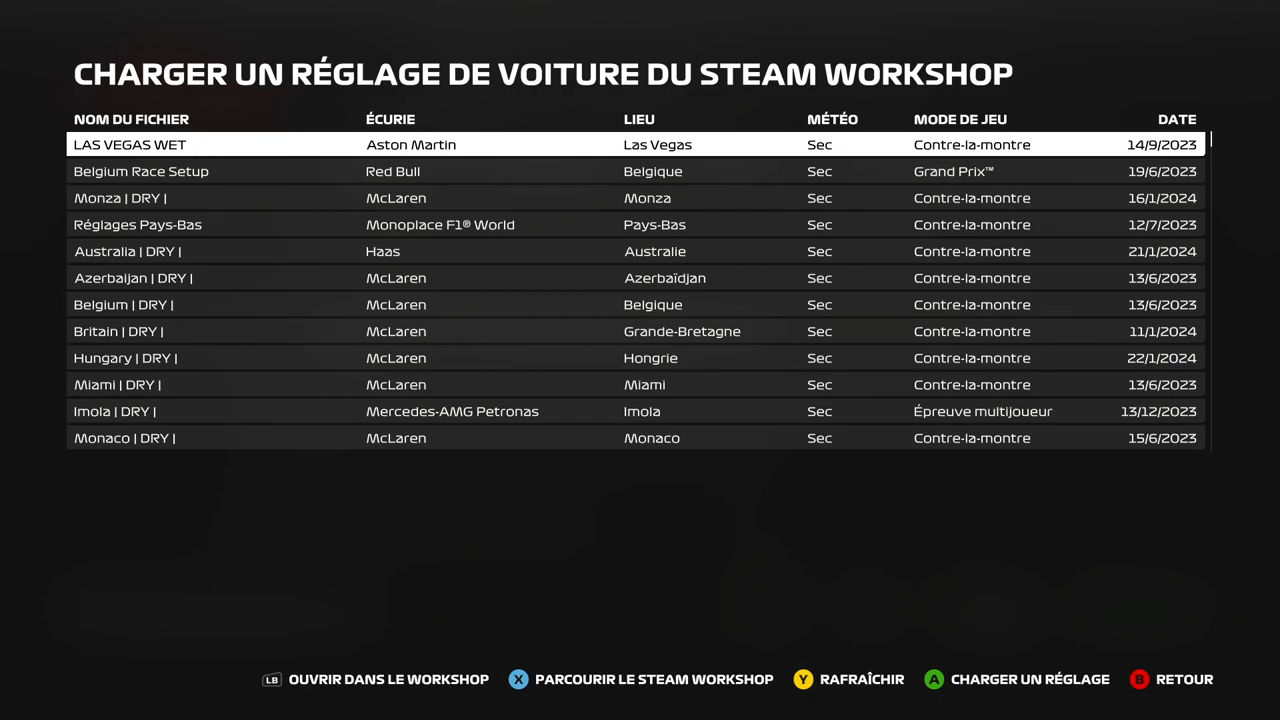 CHARGER UN RÉGLAGE DE VOITURE DU STEAM WORKSHOP
NOM DU FICHIER ÉCURIE LIEU MÉTÉO MODE DE JEU DATE
LAS VEGAS WET Aston Martin Las Vegas Sec Contre-la-montre 14/9/2023
Belgium Race Setup Red Bull Belgique Sec Grand Prix™ 19/6/2023
Monza | DRY | McLaren Monza Sec Contre-la-montre 16/1/2024
Réglages Pays-Bas Monoplace F1® World Pays-Bas Sec Contre-la-montre 12/7/2023
Australia | DRY | Haas Australie Sec Contre-la-montre 21/1/2024
Azerbaijan | DRY | McLaren Azerbaïdjan Sec Contre-la-montre 13/6/2023
Belgium | DRY | McLaren Belgique Sec Contre-la-montre 13/6/2023
Britain | DRY | McLaren Grande-Bretagne Sec Contre-la-montre 11/1/2024
Hungary | DRY | McLaren Hongrie Sec Contre-la-montre 22/1/2024
Miami | DRY | McLaren Miami Sec Contre-la-montre 13/6/2023
Imola | DRY | Mercedes-AMG Petronas Imola Sec Épreuve multijoueur 13/12/2023
Monaco | DRY | McLaren Monaco Sec Contre-la-montre 15/6/2023
LB OUVRIR DANS LE WORKSHOP X PARCOURIR LE STEAM WORKSHOP Y RAFRAÎCHIR A CHARGER UN RÉGLAGE B RETOUR